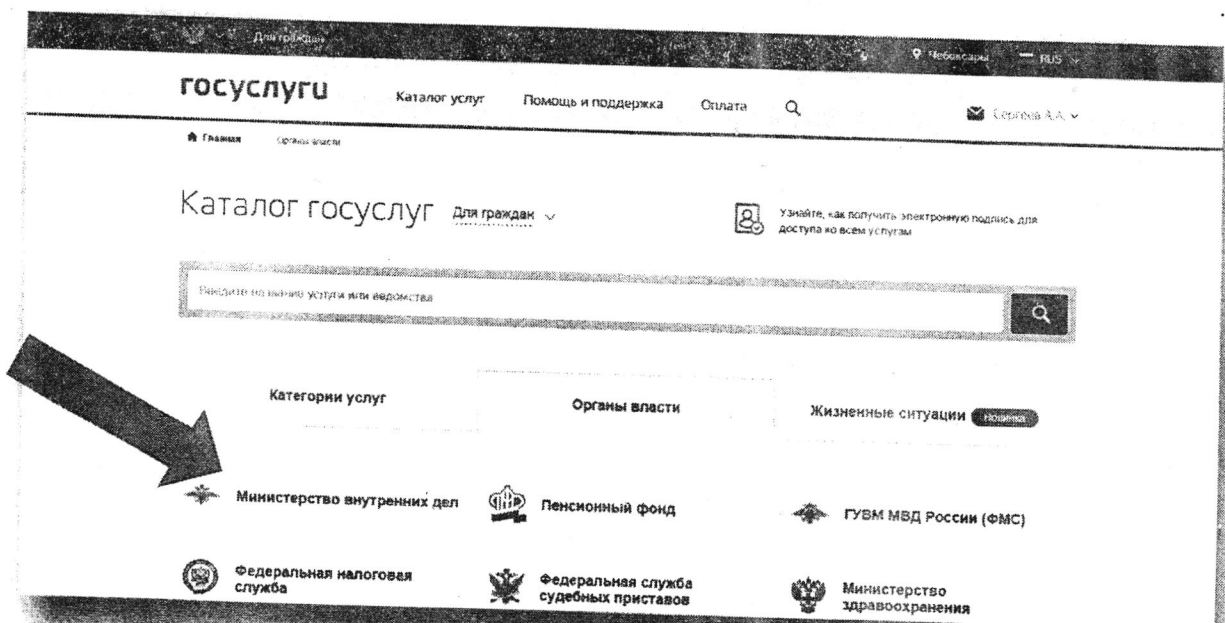 Для граждан
Чебоксары RUS
госуслуги Каталог услуг Помощь и поддержка Оплата Сергеев А.А.
Главная Органы власти
Каталог госуслуг Для граждан
Узнайте, как получить электронную подпись для
доступа ко всем услугам
Введите название услуги или ведомства
Категории услуг Органы власти Жизненные ситуации Новинка
Министерство внутренних дел Пенсионный фонд ГУВМ МВД России (ФМС)
Федеральная налоговая
служба
Федеральная служба
судебных приставов
Министерство
здравоохранения